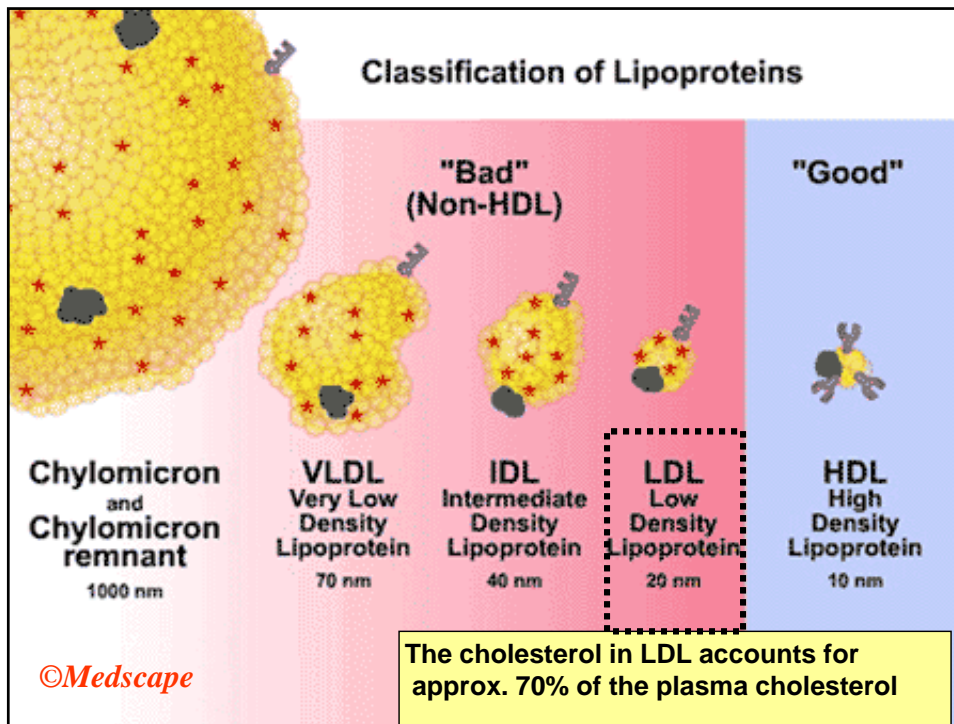 Classification of Lipoproteins
"Bad"
(Non-HDL)
"Good"
Chylomicron
and
Chylomicron
remnant
1000 nm
VLDL
Very Low
Density
Lipoprotein
70 nm
IDL
Intermediate
Density
Lipoprotein
40 nm
LDL
Low
Density
Lipoprotein
20 nm
HDL
High
Density
Lipoprotein
10 nm
©Medscape
The cholesterol in LDL accounts for
approx. 70% of the plasma cholesterol